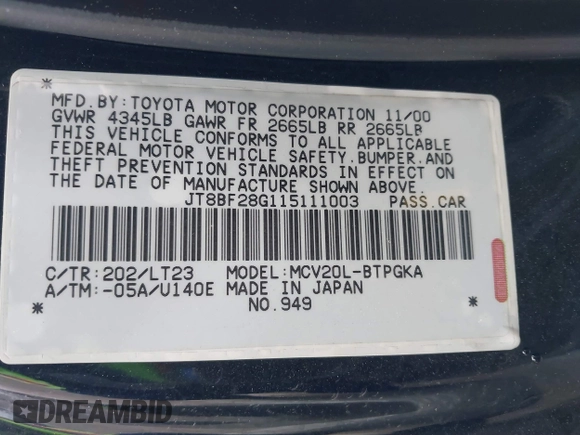 MFD.BY:TOYOTA MOTOR CORPORATION 11/00
GVWR 4345LB GAWR FR 2665LB RR 2665LB
THIS VEHICLE CONFORMS TO ALL APPLICABLE
FEDERAL MOTOR VEHICLE SAFETY,BUMPER,AND
THEFT PREVENTION STANDARDS IN EFFECT ON
THE DATE OF MANUFACTURE SHOWN ABOVE.
JT8BF28G115111003 PASS.CAR
* *
C/TR:202/LT23 MODEL:MCV20L-BTPGKA
A/TM:-05A/U140E MADE IN JAPAN
* NO.949 *
DREAMBID